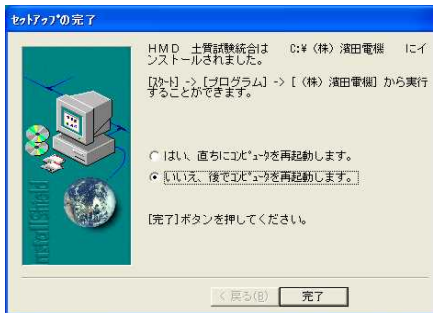 ｾｯﾄｱｯﾌﾟの完了
HMD　土質試験統合は　　C:¥（株）濱田電機　　にイ
ンストールされました。
[ｽﾀｰﾄ] -> [プログラム] -> [（株）濱田電機] から実行
することができます。
はい、直ちにｺﾝﾋﾟｭｰﾀを再起動します。
いいえ、後でｺﾝﾋﾟｭｰﾀを再起動します。
[完了]ボタンを押してください。
InstallShield
< 戻る(B)
完了